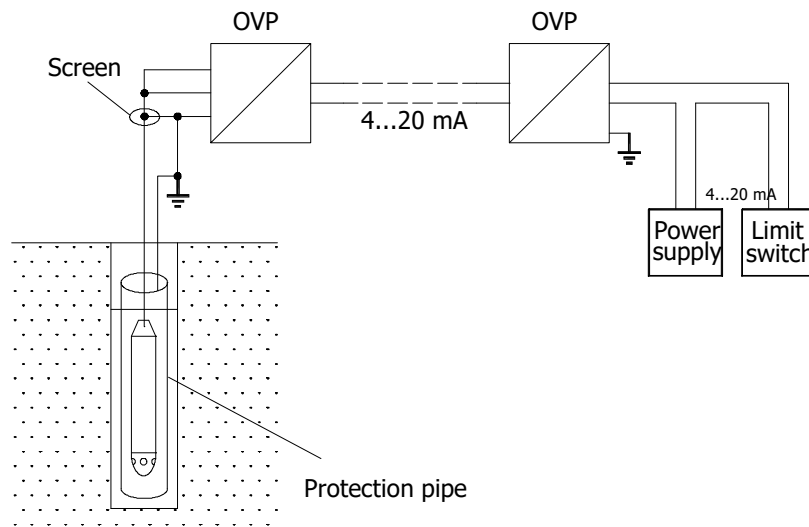 OVP
OVP
Screen
4...20 mA
4...20 mA
Power
supply
Limit
switch
Protection pipe